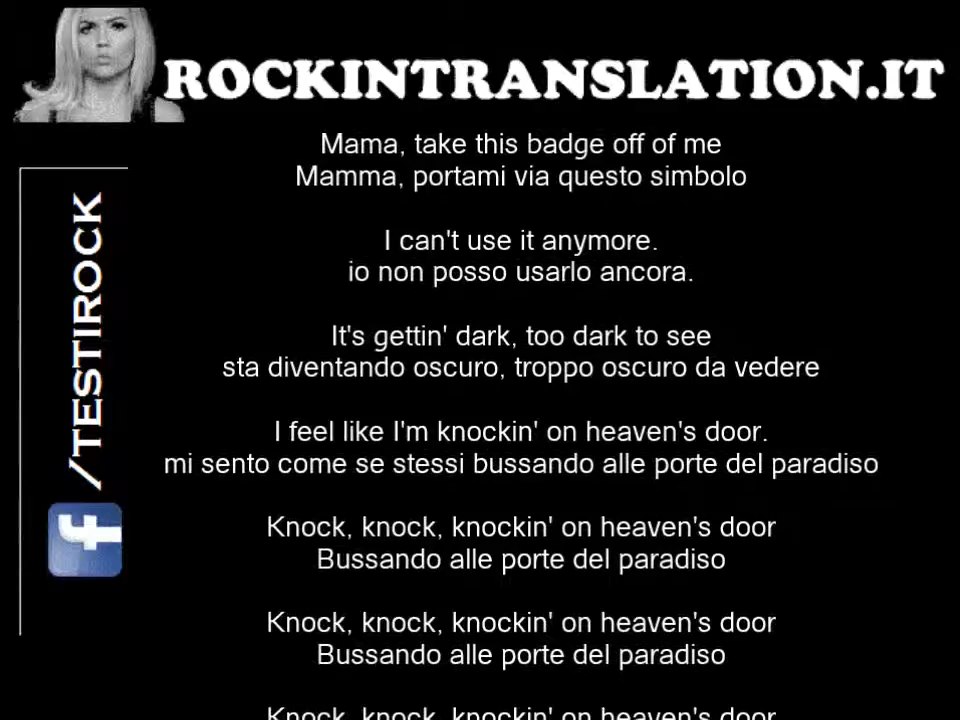 ROCKINTRANSLATION.IT
/TESTIROCK
f
Mama, take this badge off of me
Mamma, portami via questo simbolo
I can't use it anymore.
io non posso usarlo ancora.
It's gettin' dark, too dark to see
sta diventando oscuro, troppo oscuro da vedere
I feel like I'm knockin' on heaven's door.
mi sento come se stessi bussando alle porte del paradiso
Knock, knock, knockin' on heaven's door
Bussando alle porte del paradiso
Knock, knock, knockin' on heaven's door
Bussando alle porte del paradiso
Knock, knock, knockin' on heaven's door